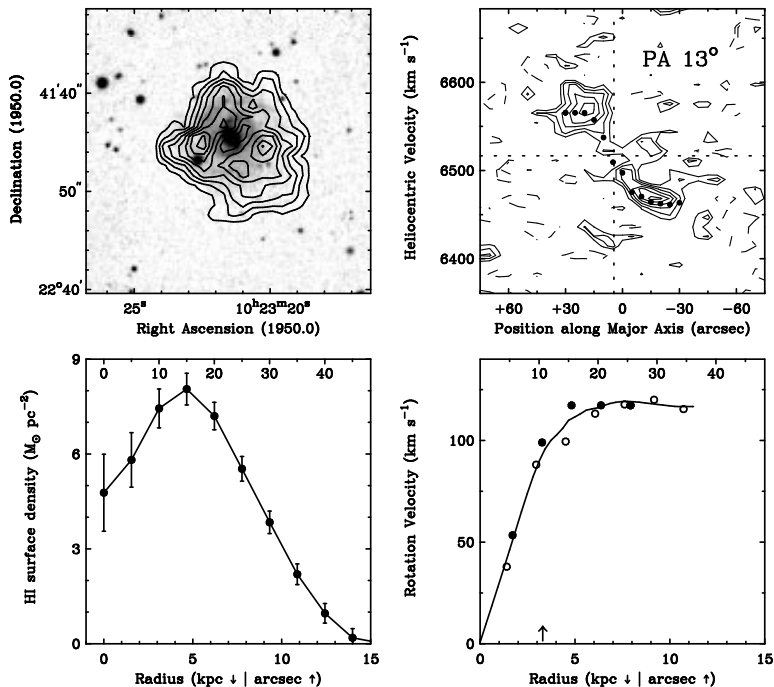 PA 13°
Declination (1950.0)
41'40"
50"
22°40'
25ˢ
10ʰ23ᵐ20ˢ
Right Ascension (1950.0)
Heliocentric Velocity (km s⁻¹)
6600
6500
6400
+60
+30
0
−30
−60
Position along Major Axis (arcsec)
0 10 20 30 40
HI surface density (M⊙ pc⁻²)
9
6
3
0
0 5 10 15
Radius (kpc ↓ | arcsec ↑)
0 10 20 30 40
Rotation Velocity (km s⁻¹)
100
50
0
0 5 10 15
Radius (kpc ↓ | arcsec ↑)